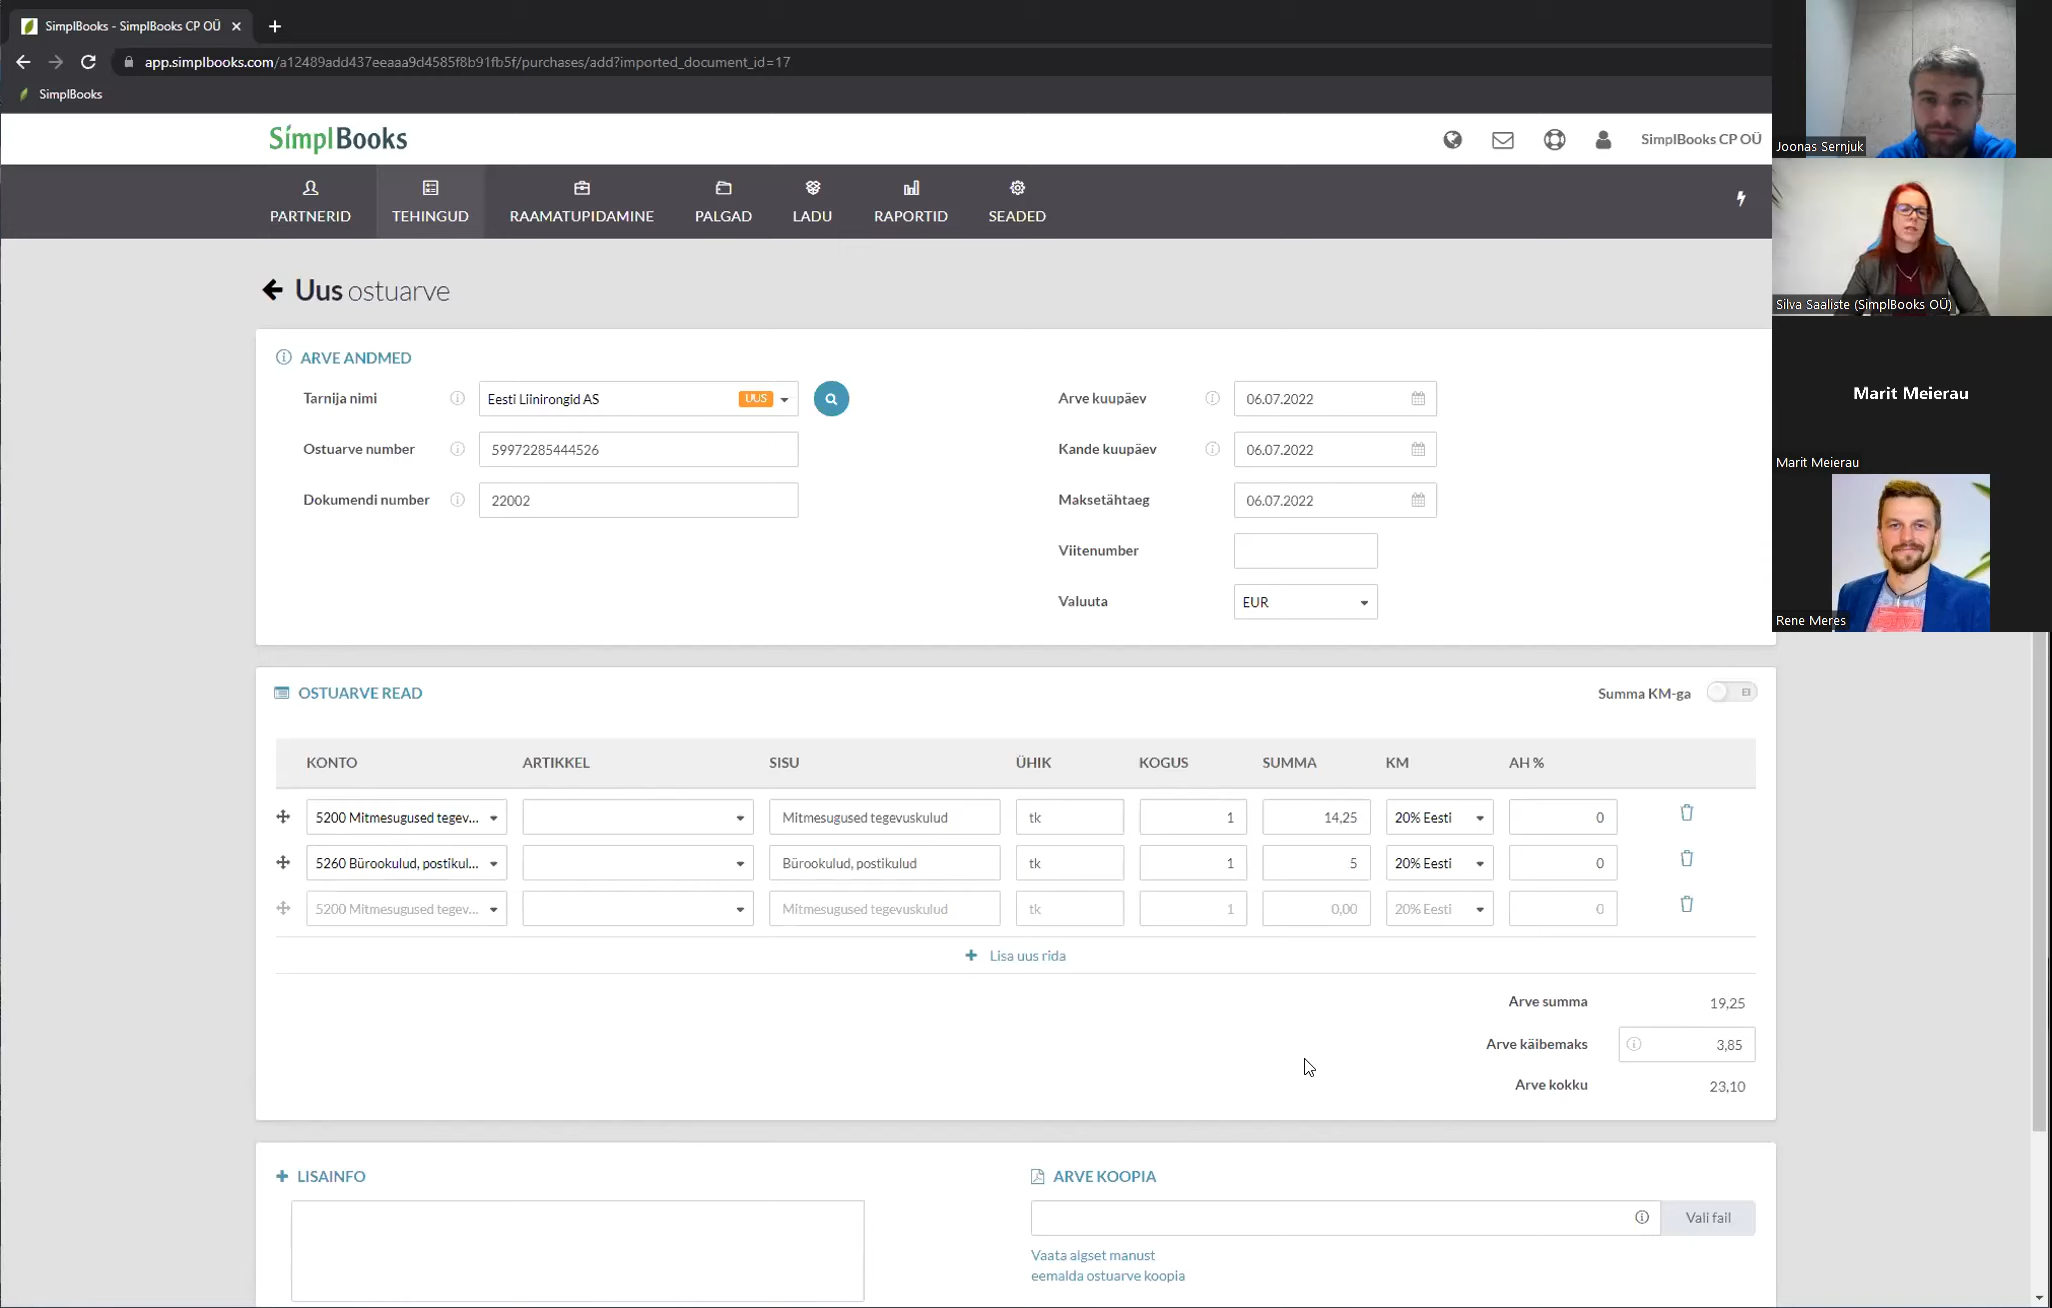 SimplBooks - SimplBooks CP OÜ
app.simplbooks.com/a12489add437eeaaa9d4585f8b91fb5f/purchases/add?imported_document_id=17
SimplBooks
SimplBooks
SimplBooks CP OÜ
PARTNERID
TEHINGUD
RAAMATUPIDAMINE
PALGAD
LADU
RAPORTID
SEADED
Uus ostuarve
ARVE ANDMED
Tarnija nimi
Eesti Liinirongid AS
UUS
Ostuarve number
59972285444526
Dokumendi number
22002
Arve kuupäev
06.07.2022
Kande kuupäev
06.07.2022
Maksetähtaeg
06.07.2022
Viitenumber
Valuuta
EUR
OSTUARVE READ
Summa KM-ga
KONTO ARTIKKEL SISU ÜHIK KOGUS SUMMA KM AH %
5200 Mitmesugused tegev... Mitmesugused tegevuskulud tk 1 14,25 20% Eesti 0
5260 Bürookulud, postikul... Bürookulud, postikulud tk 1 5 20% Eesti 0
5200 Mitmesugused tegev... Mitmesugused tegevuskulud tk 1 0,00 20% Eesti 0
Lisa uus rida
Arve summa 19,25
Arve käibemaks 3,85
Arve kokku 23,10
LISAINFO
ARVE KOOPIA
Vali fail
Vaata algset manust
eemalda ostuarve koopia
Joonas Sernjuk
Silva Saaliste (SimplBooks OÜ)
Marit Meierau
Marit Meierau
Rene Meres